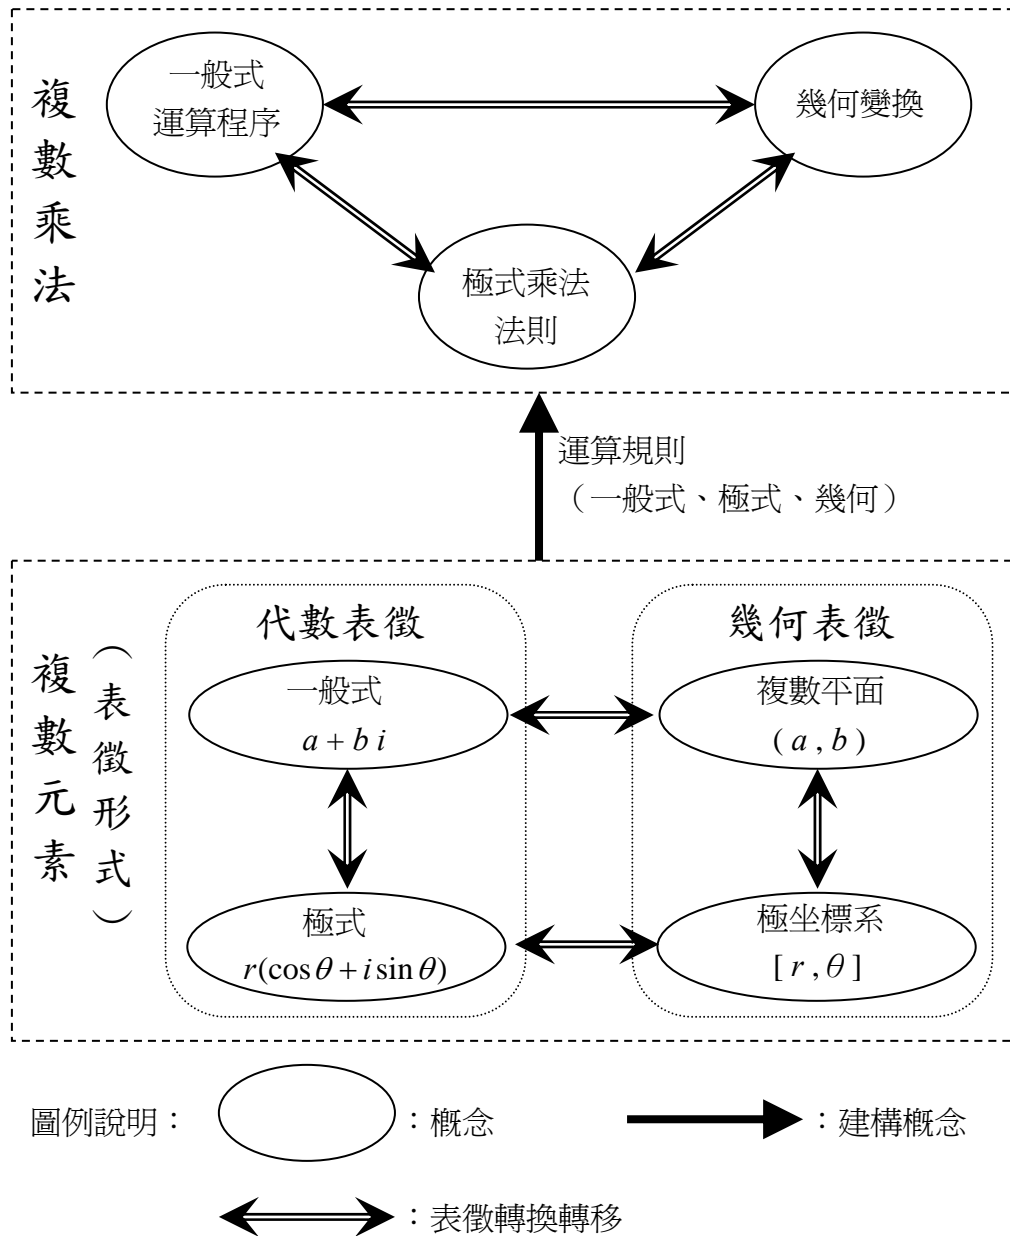 複數乘法
一般式
運算程序
幾何變換
極式乘法
法則
運算規則
（一般式、極式、幾何）
複數元素
（表徵形式）
代數表徵
幾何表徵
一般式
a + b i
複數平面
( a , b )
極式
r(cosθ + i sinθ)
極坐標系
[ r , θ ]
圖例說明：
：概念
：建構概念
：表徵轉換轉移